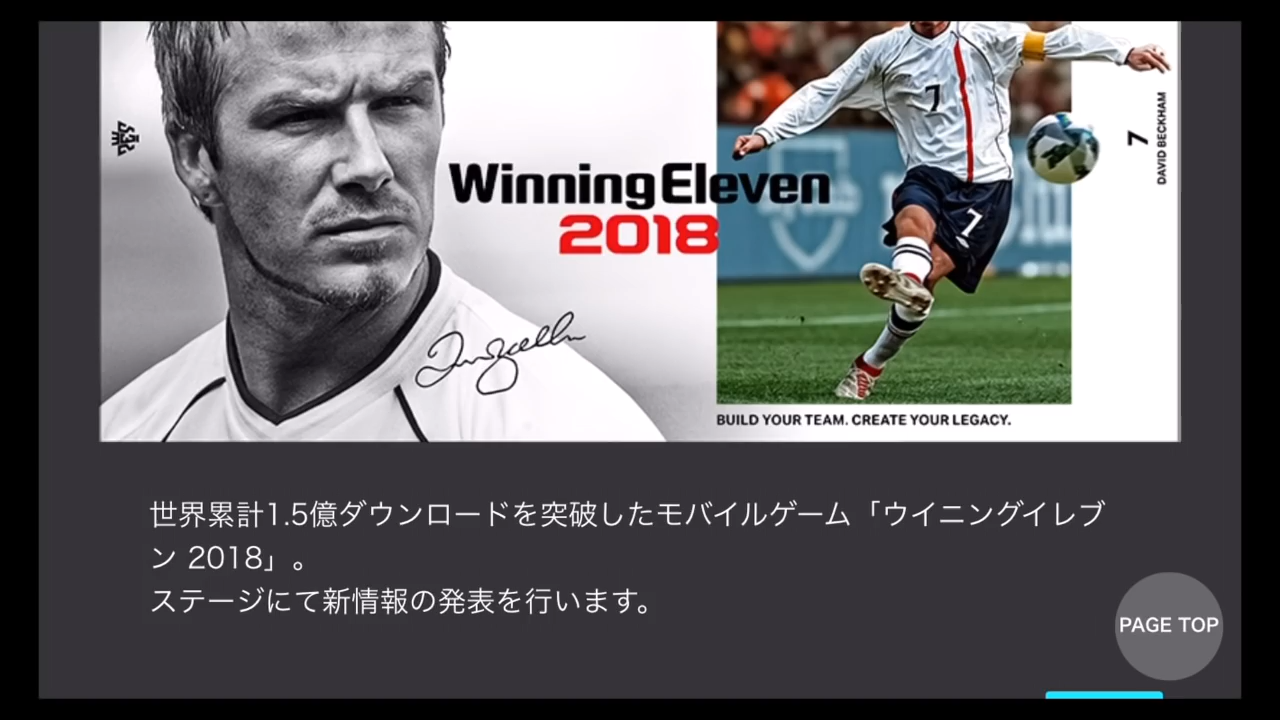 Winning Eleven
2018
7
7
7
DAVID BECKHAM
BUILD YOUR TEAM. CREATE YOUR LEGACY.
世界累計1.5億ダウンロードを突破したモバイルゲーム「ウイニングイレブ
ン 2018」。
ステージにて新情報の発表を行います。
PAGE TOP